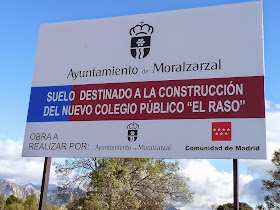 Ayuntamiento de Moralzarzal
SUELO DESTINADO A LA CONSTRUCCIÓN
DEL NUEVO COLEGIO PÚBLICO “EL RASO”
OBRA A
REALIZAR POR:
Ayuntamiento de Moralzarzal
Comunidad de Madrid